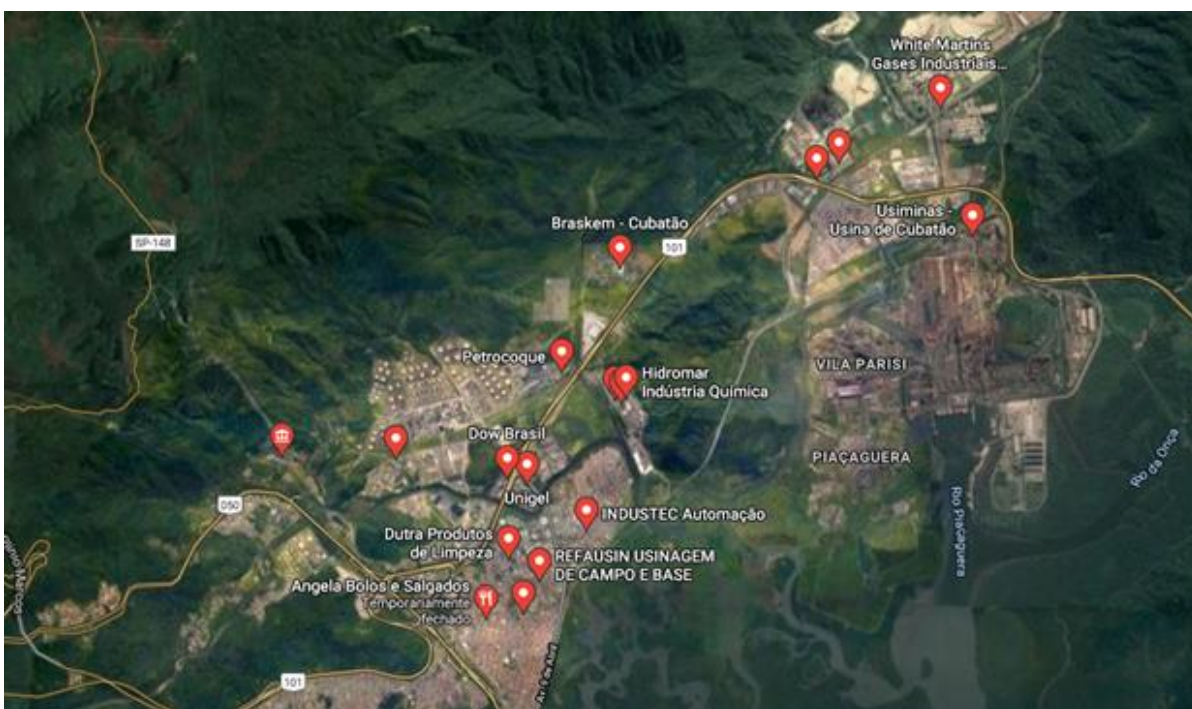 White Martins
Gases Industriais...
Braskem - Cubatão
101
Usiminas -
Usina de Cubatão
SP-148
Petrocoque
Hidromar
Indústria Química
VILA PARISI
Dow Brasil
PIAÇAGUERA
Rio da Onça
Unigel
050
INDUSTEC Automação
Rio Piaçaguera
Dutra Produtos
de Limpeza
REFAUSIN USINAGEM
DE CAMPO E BASE
Angela Bolos e Salgados
Temporariamente
fechado
101